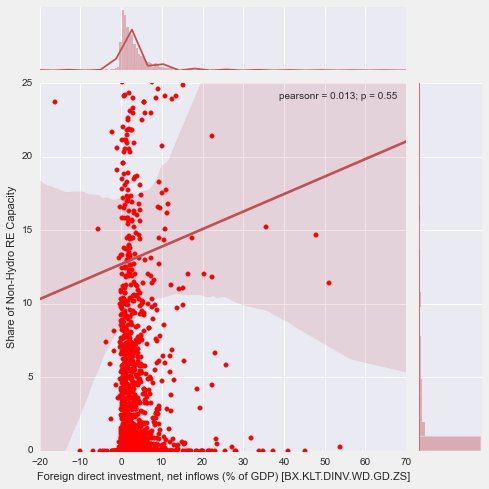 pearsonr = 0.013; p = 0.55
25
20
15
10
5
0
Share of Non-Hydro RE Capacity
−20 −10 0 10 20 30 40 50 60 70
Foreign direct investment, net inflows (% of GDP) [BX.KLT.DINV.WD.GD.ZS]